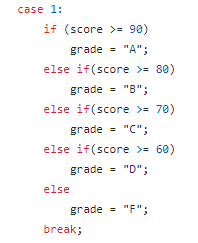 case 1:
    if (score >= 90)
        grade = "A";
    else if(score >= 80)
        grade = "B";
    else if(score >= 70)
        grade = "C";
    else if(score >= 60)
        grade = "D";
    else
        grade = "F";
    break;